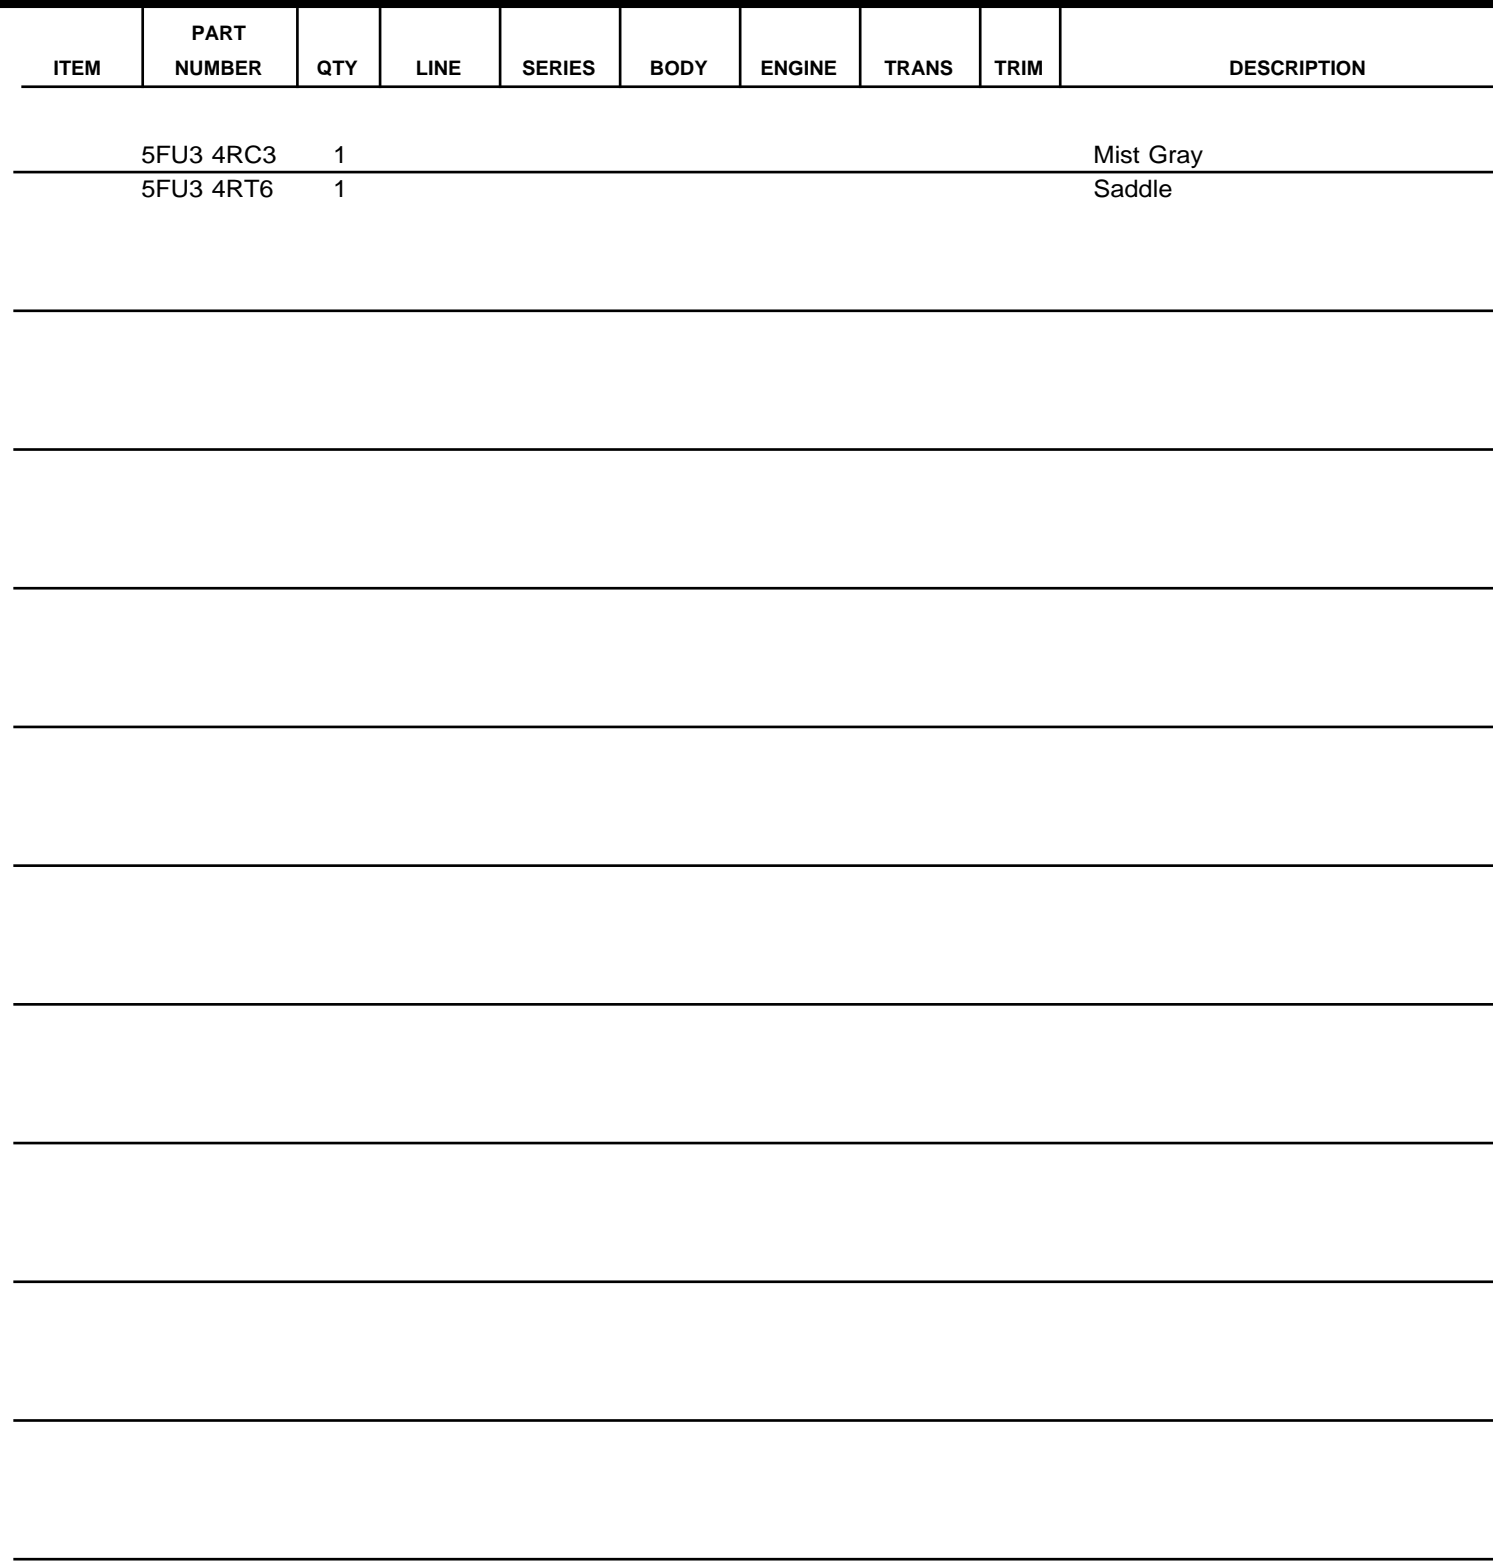 PART
ITEM NUMBER QTY LINE SERIES BODY ENGINE TRANS TRIM DESCRIPTION
5FU3 4RC3 1 Mist Gray
5FU3 4RT6 1 Saddle